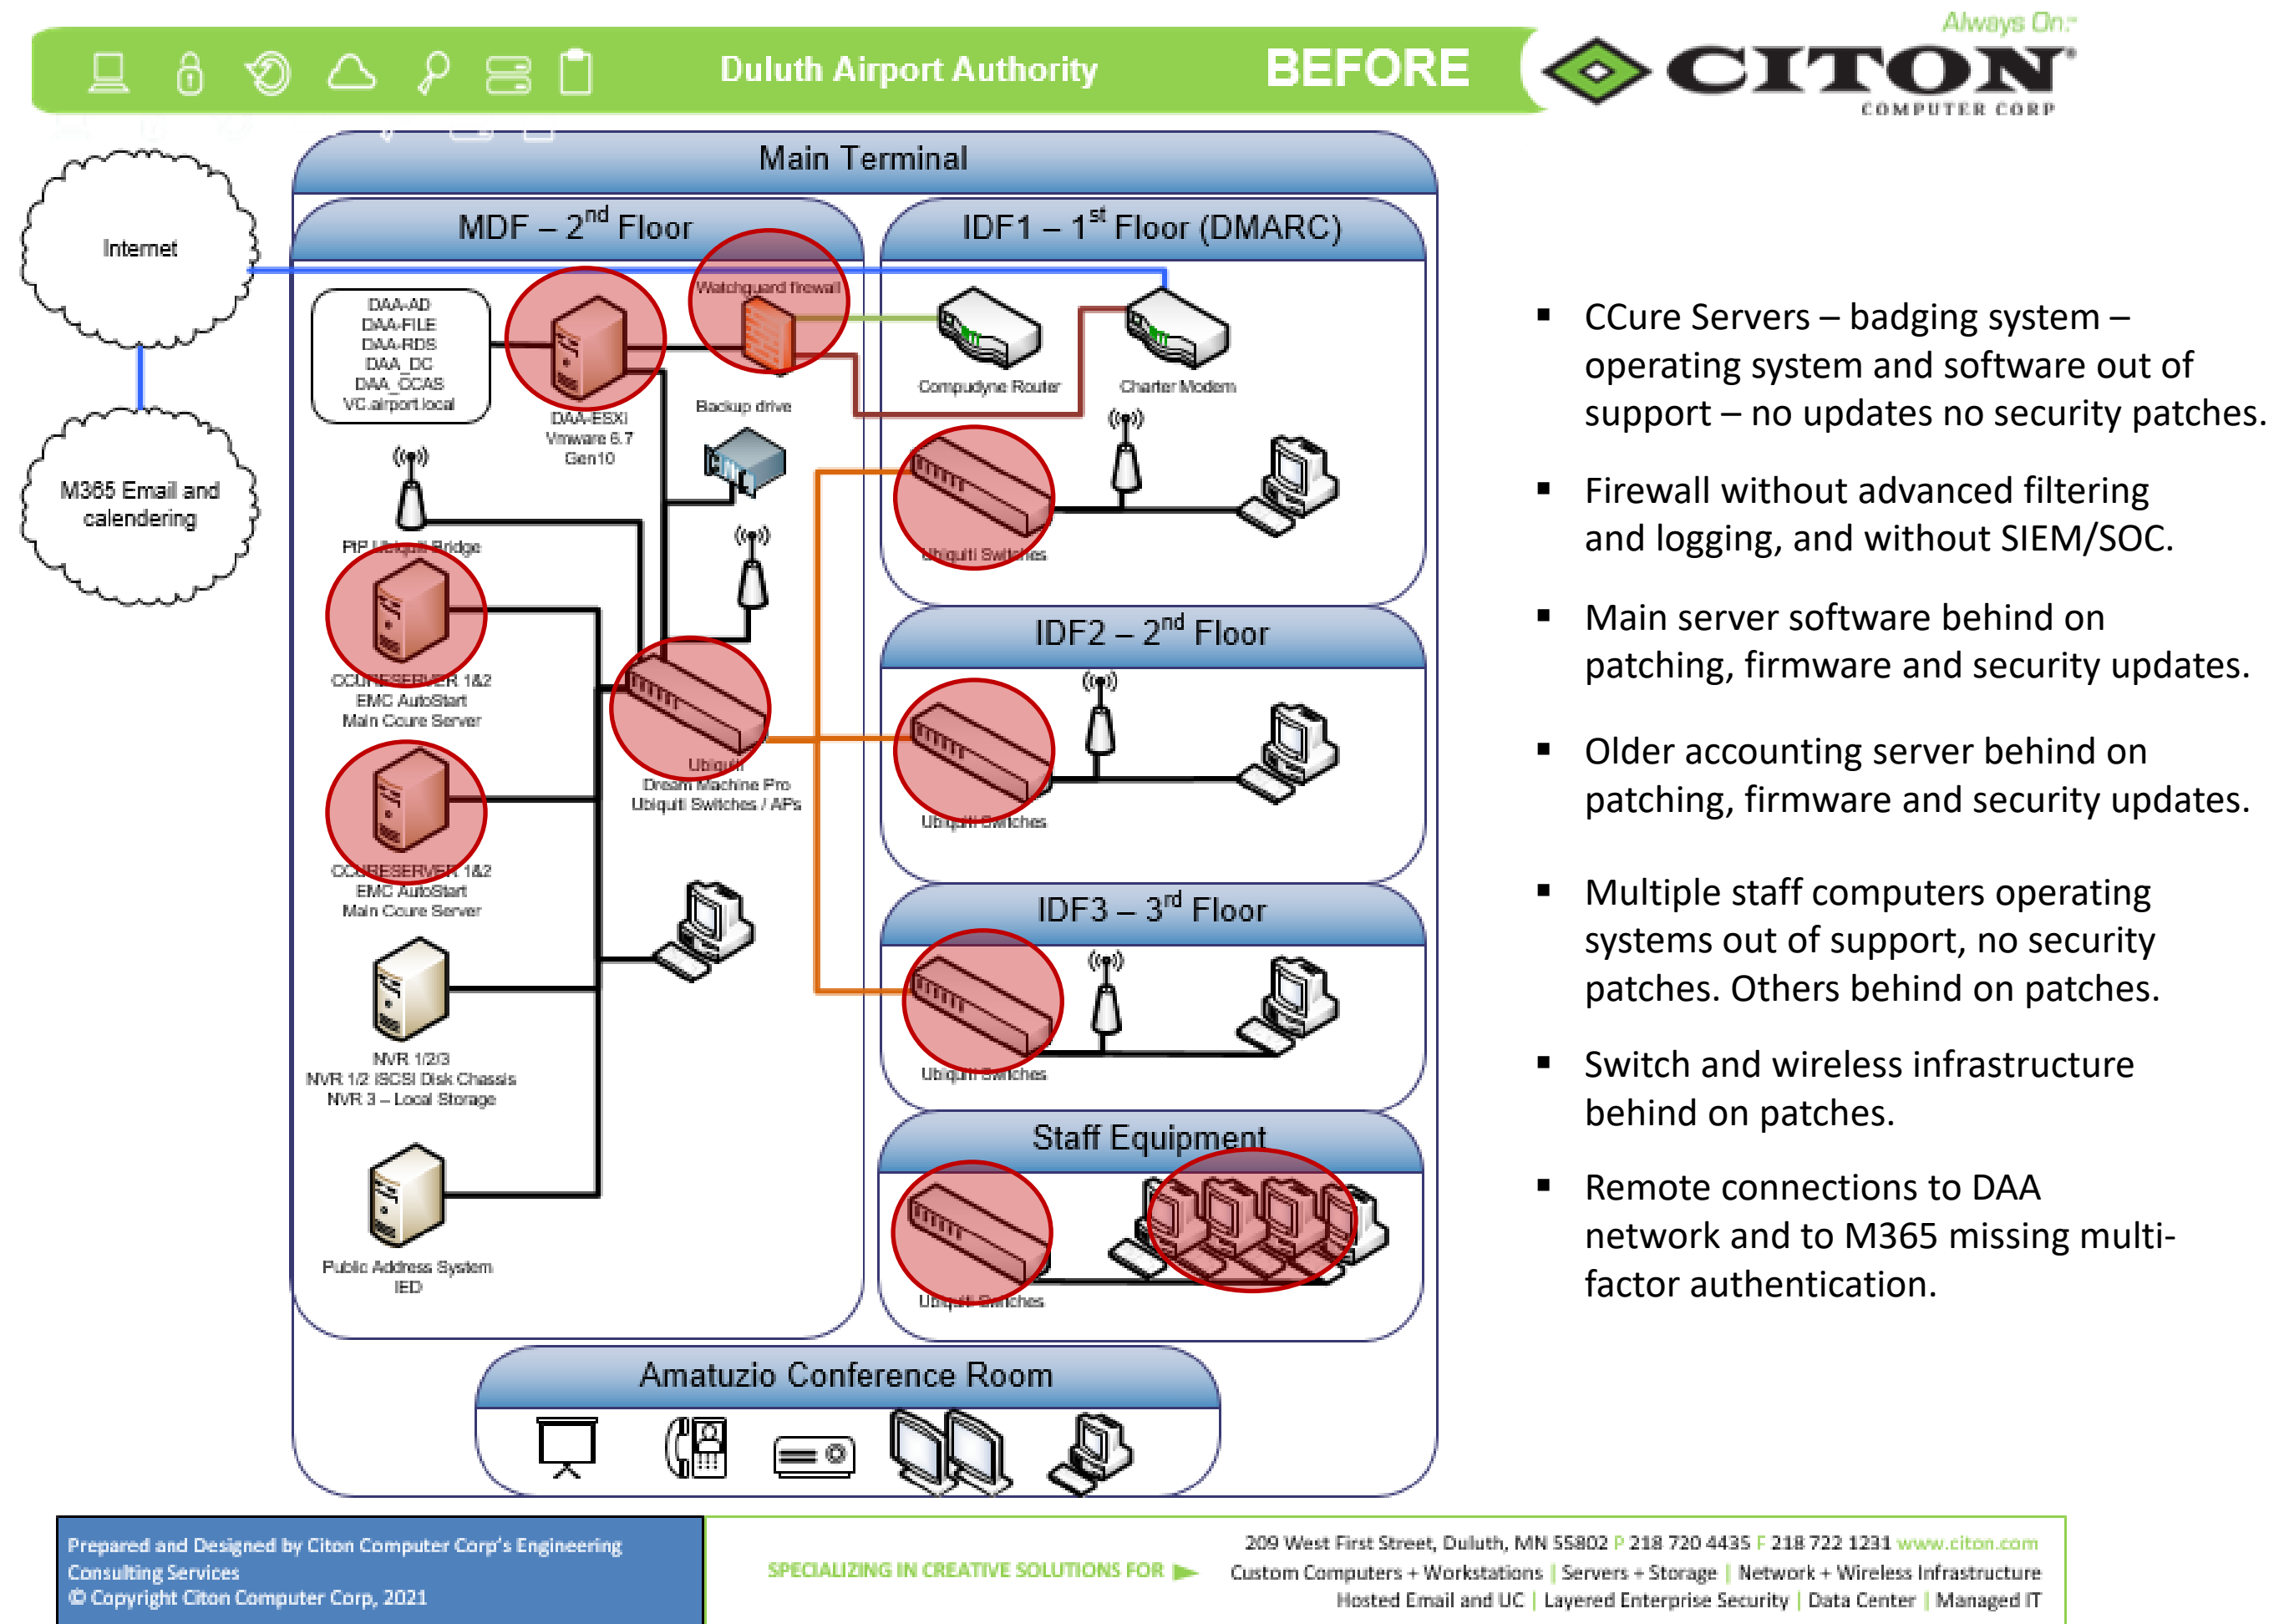 Always On.™
Duluth Airport Authority
BEFORE
CITON®
COMPUTER CORP
Main Terminal
MDF – 2nd Floor
IDF1 – 1st Floor (DMARC)
Internet
M365 Email and
calendering
DAA-AD
DAA-FILE
DAA-RDS
DAA_DC
DAA_CCAS
VC.airport.local
DAA-ESXi
Vmware 6.7
Gen10
Watchguard firewall
Backup drive
Compudyne Router
Charter Modem
PtP Ubiquiti Bridge
CCURESERVER 1&2
EMC AutoStart
Main Ccure Server
CCURESERVER 1&2
EMC AutoStart
Main Ccure Server
Ubiquiti
Dream Machine Pro
Ubiquiti Switches / APs
NVR 1/2/3
NVR 1/2 ISCSI Disk Chassis
NVR 3 – Local Storage
Public Address System
IED
Ubiquiti Switches
IDF2 – 2nd Floor
Ubiquiti Switches
IDF3 – 3rd Floor
Ubiquiti Switches
Staff Equipment
Ubiquiti Switches
Amatuzio Conference Room
▪ CCure Servers – badging system –
operating system and software out of
support – no updates no security patches.
▪ Firewall without advanced filtering
and logging, and without SIEM/SOC.
▪ Main server software behind on
patching, firmware and security updates.
▪ Older accounting server behind on
patching, firmware and security updates.
▪ Multiple staff computers operating
systems out of support, no security
patches. Others behind on patches.
▪ Switch and wireless infrastructure
behind on patches.
▪ Remote connections to DAA
network and to M365 missing multi-
factor authentication.
Prepared and Designed by Citon Computer Corp's Engineering
Consulting Services
© Copyright Citon Computer Corp, 2021
SPECIALIZING IN CREATIVE SOLUTIONS FOR
209 West First Street, Duluth, MN 55802 P 218 720 4435 F 218 722 1231 www.citon.com
Custom Computers + Workstations | Servers + Storage | Network + Wireless Infrastructure
Hosted Email and UC | Layered Enterprise Security | Data Center | Managed IT